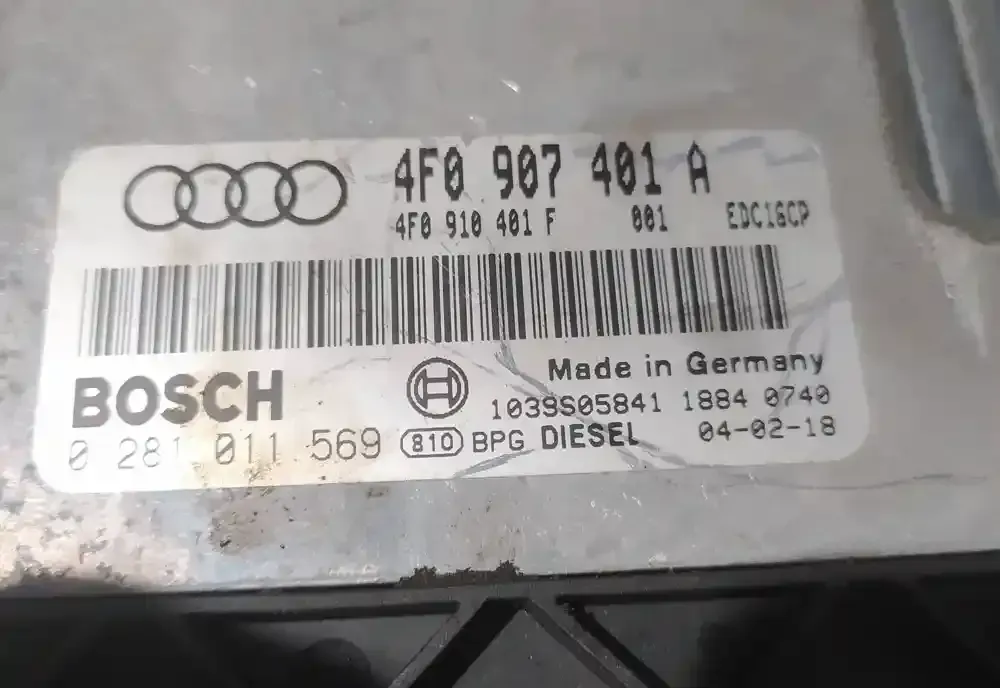 4F0 907 401 A
4F0 910 401 F 001 EDC16CP
BOSCH
Made in Germany
1039S05841 1884 0740
0 281 011 569 810 BPG DIESEL 04-02-18